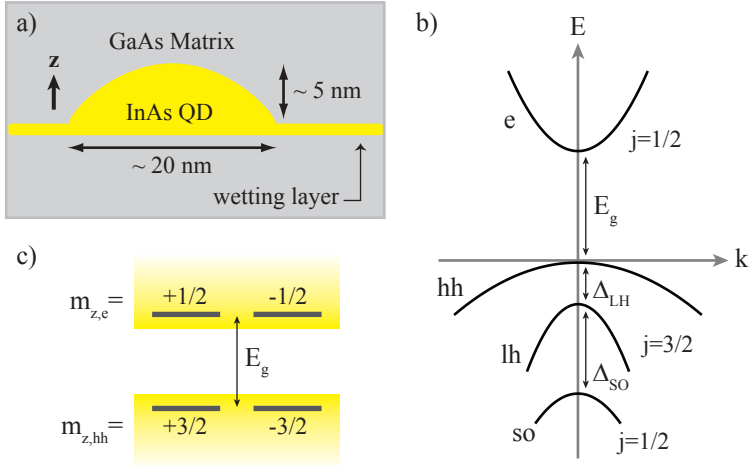 a)
GaAs Matrix
z
~ 5 nm
InAs QD
~ 20 nm
wetting layer
b)
E
e
j=1/2
E_g
k
hh
Δ_LH
lh
j=3/2
Δ_SO
so
j=1/2
c)
m_z,e=
+1/2 -1/2
E_g
m_z,hh=
+3/2 -3/2